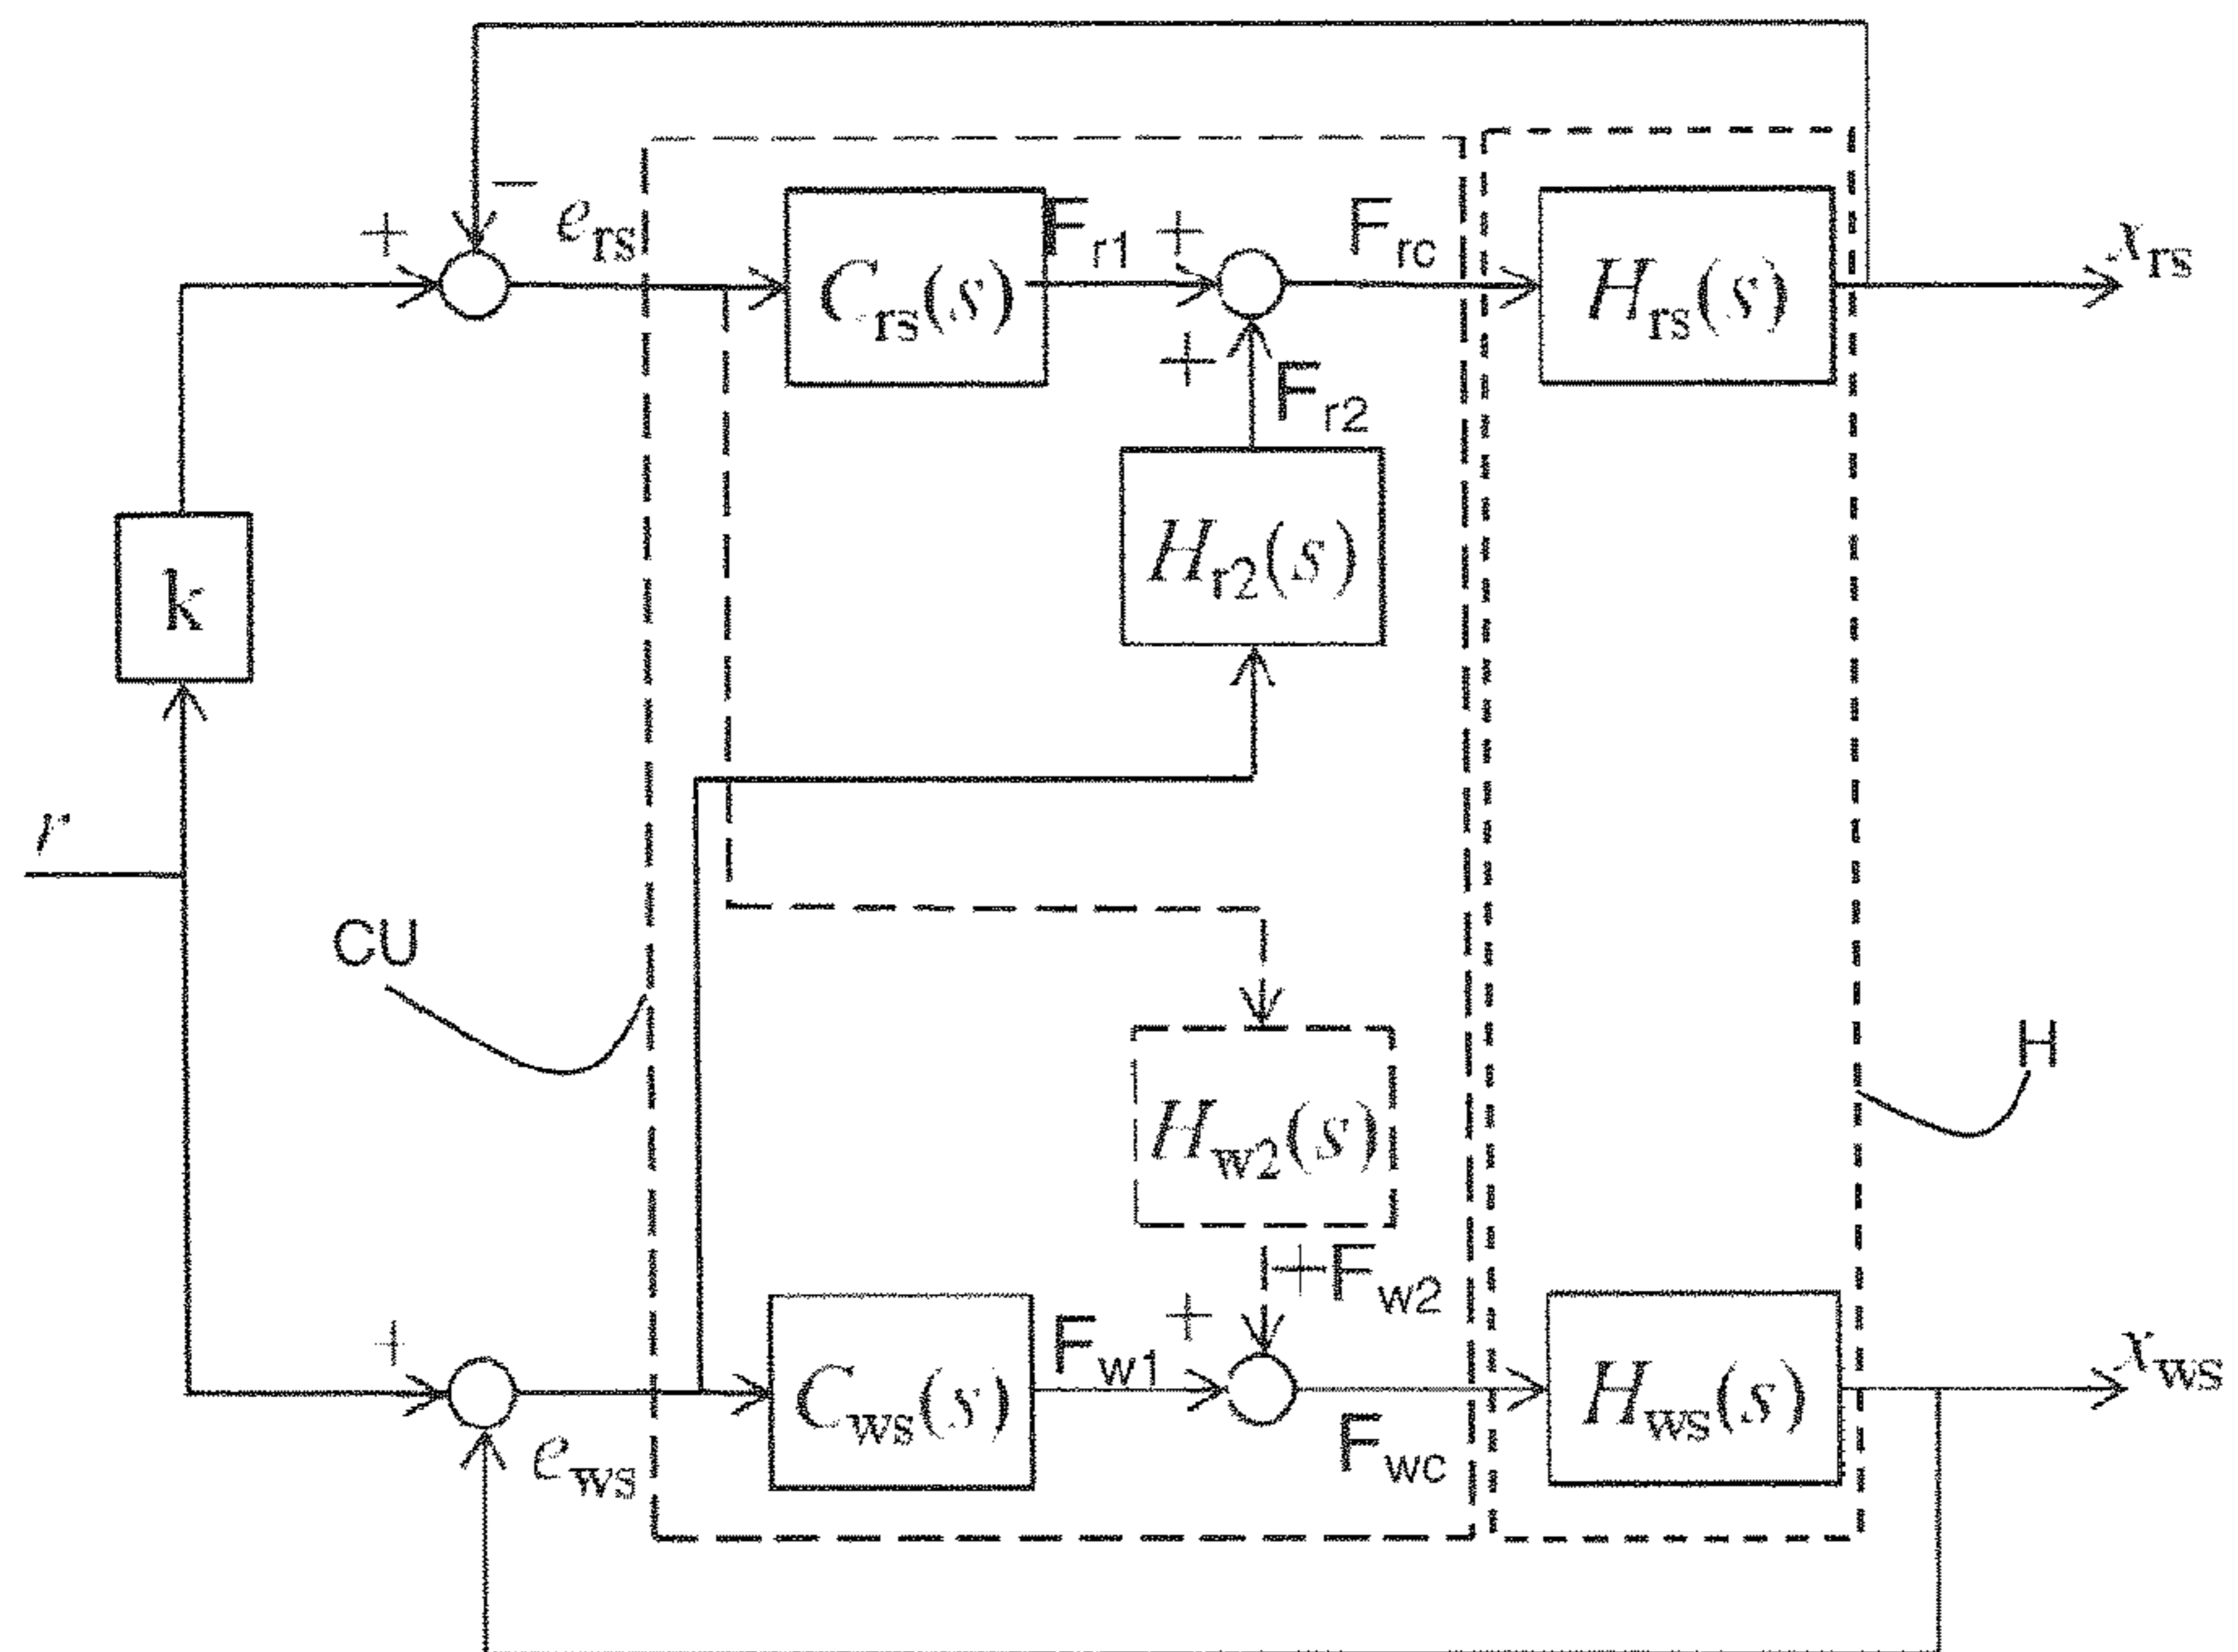 −
+
e_rs
C_rs(s)
F_r1
+
F_rc
H_rs(s)
x_rs
+
F_r2
H_r2(s)
k
r
CU
H
H_w2(s)
+F_w2
+
e_ws
C_ws(s)
F_w1
+
F_wc
H_ws(s)
x_ws